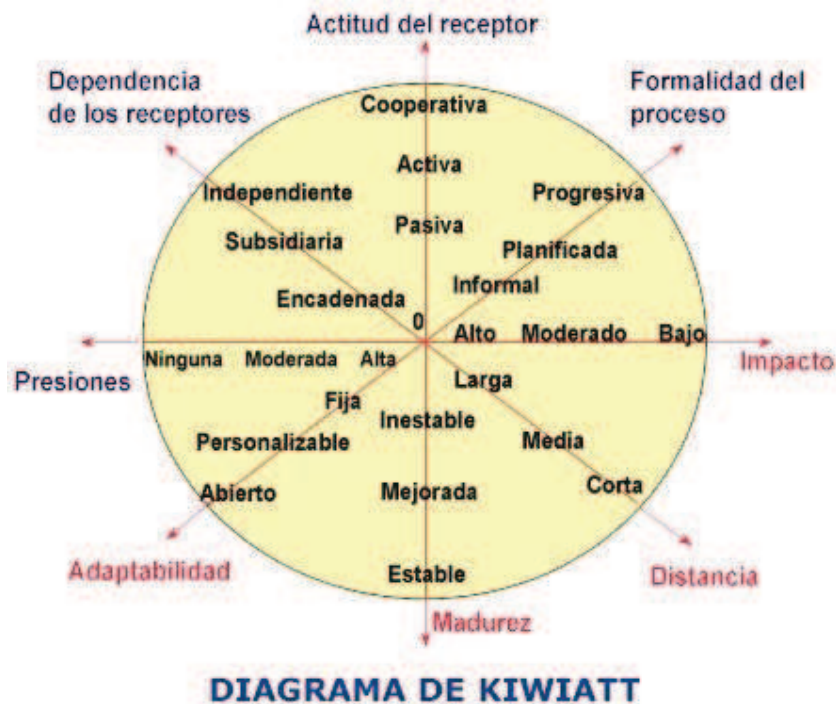 Actitud del receptor
Dependencia
de los receptores
Formalidad del
proceso
Cooperativa
Activa
Pasiva
Independiente
Subsidiaria
Encadenada
Progresiva
Planificada
Informal
0
Alto Moderado Bajo
Impacto
Ninguna Moderada Alta
Presiones
Larga
Media
Corta
Distancia
Fija
Personalizable
Abierto
Adaptabilidad
Inestable
Mejorada
Estable
Madurez
DIAGRAMA DE KIWIATT